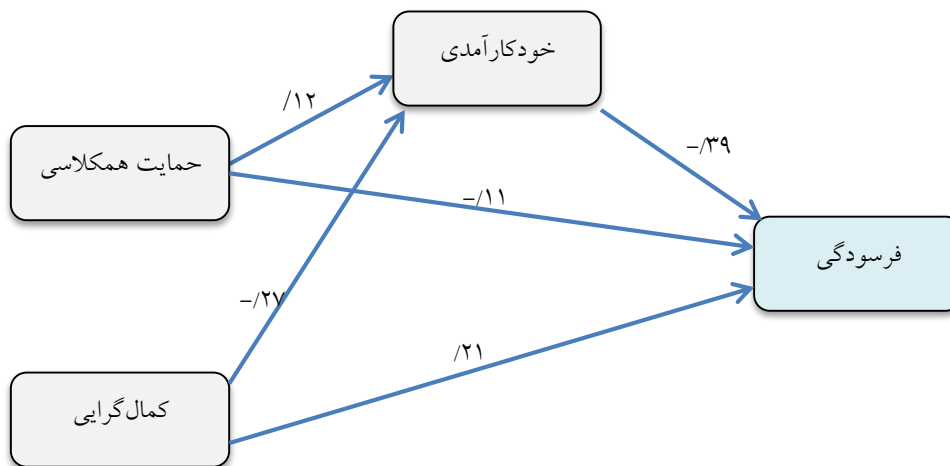 خودکارآمدی
/۱۲
حمایت همکلاسی
-/۳۹
-/۱۱
فرسودگی
-/۲۷
/۲۱
کمال‌گرایی